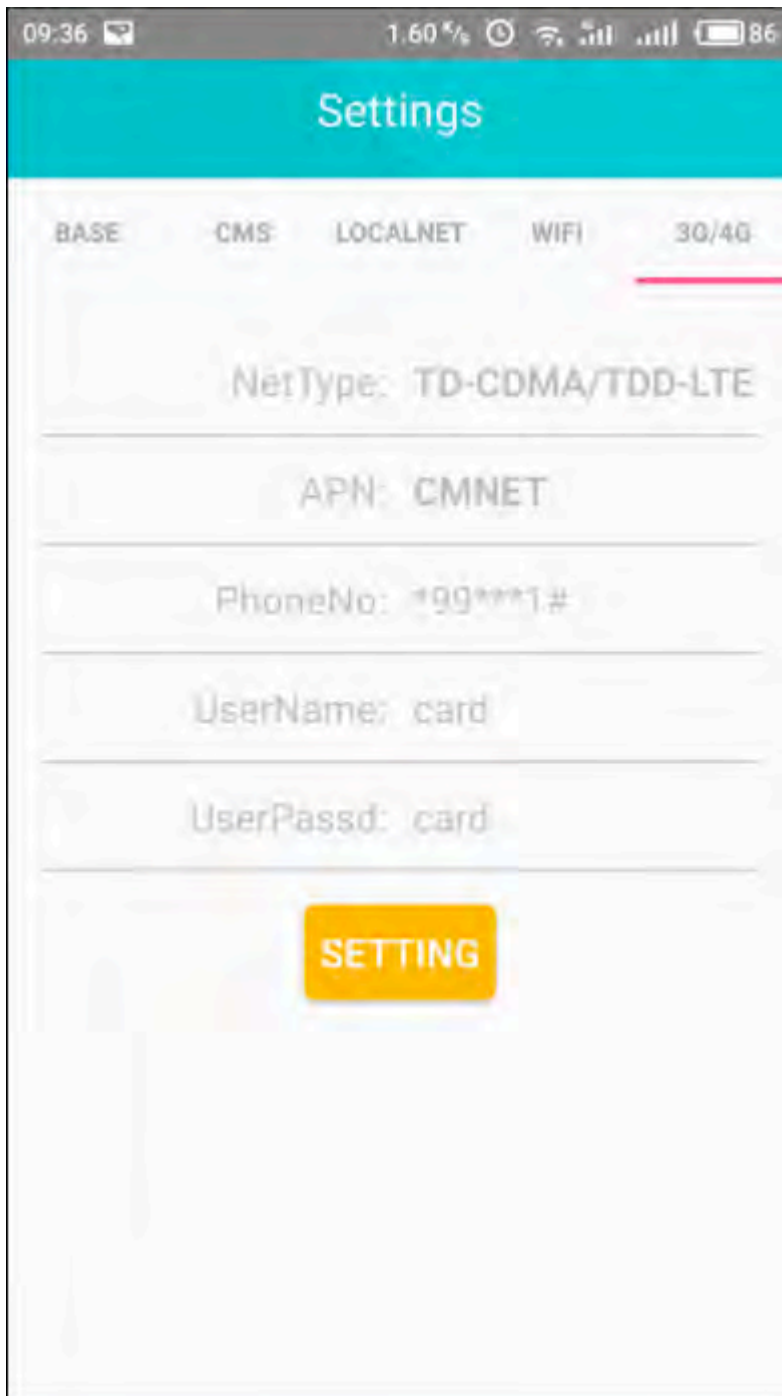 09:36 1.60 K/s 86
Settings
BASE CMS LOCALNET WIFI 3G/4G
NetType: TD-CDMA/TDD-LTE
APN: CMNET
PhoneNo: *99***1#
UserName: card
UserPassd: card
SETTING